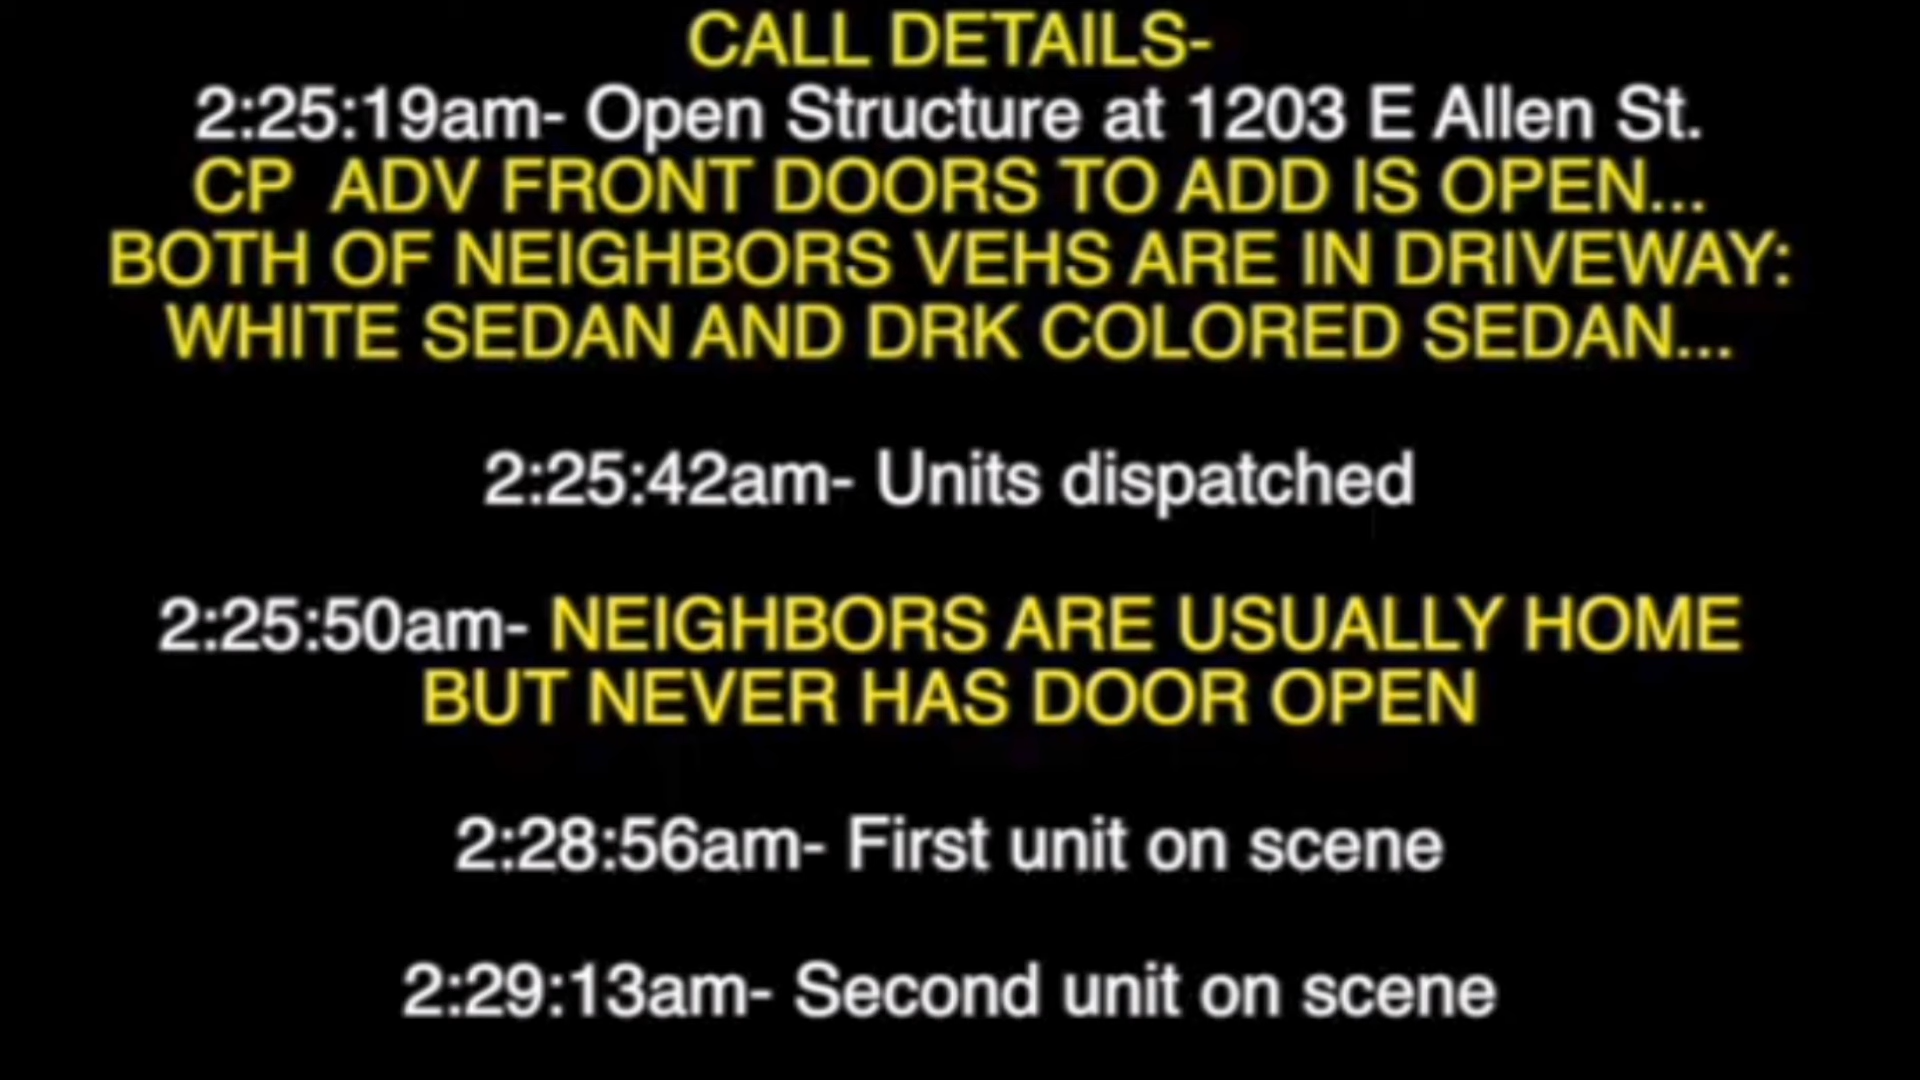 CALL DETAILS-
2:25:19am- Open Structure at 1203 E Allen St.
CP  ADV FRONT DOORS TO ADD IS OPEN...
BOTH OF NEIGHBORS VEHS ARE IN DRIVEWAY:
WHITE SEDAN AND DRK COLORED SEDAN...
2:25:42am- Units dispatched
2:25:50am- NEIGHBORS ARE USUALLY HOME
BUT NEVER HAS DOOR OPEN
2:28:56am- First unit on scene
2:29:13am- Second unit on scene